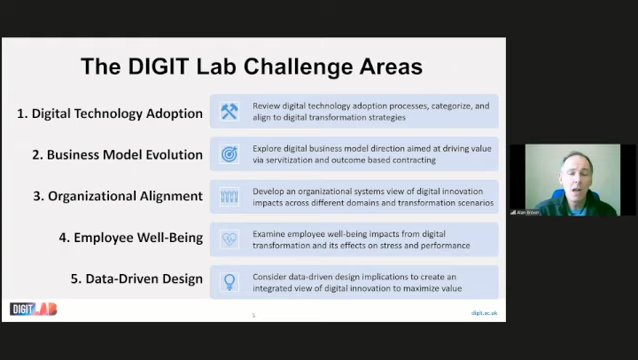 The DIGIT Lab Challenge Areas
1. Digital Technology Adoption
Review digital technology adoption processes, categorize, and
align to digital transformation strategies
2. Business Model Evolution
Explore digital business model direction aimed at driving value
via servitization and outcome based contracting
3. Organizational Alignment
Develop an organizational systems view of digital innovation
impacts across different domains and transformation scenarios
4. Employee Well-Being
Examine employee well-being impacts from digital
transformation and its effects on stress and performance
5. Data-Driven Design
Consider data-driven design implications to create an
integrated view of digital innovation to maximize value
DIGIT LAB
5
digit.ac.uk